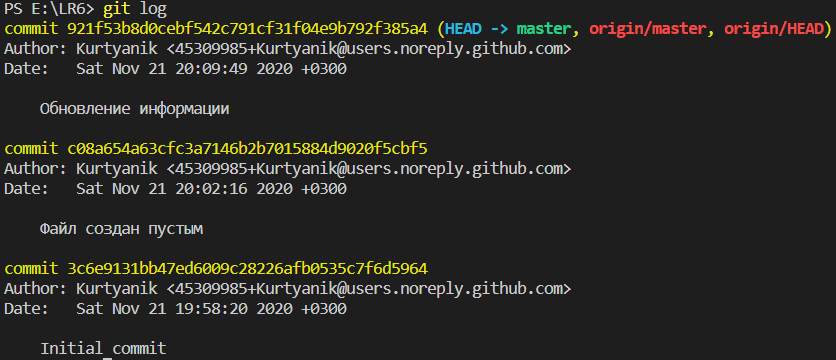 PS E:\LR6> git log
commit 921f53b8d0cebf542c791cf31f04e9b792f385a4 (HEAD -> master, origin/master, origin/HEAD)
Author: Kurtyanik <45309985+Kurtyanik@users.noreply.github.com>
Date:   Sat Nov 21 20:09:49 2020 +0300
Обновление информации
commit c08a654a63cfc3a7146b2b7015884d9020f5cbf5
Author: Kurtyanik <45309985+Kurtyanik@users.noreply.github.com>
Date:   Sat Nov 21 20:02:16 2020 +0300
Файл создан пустым
commit 3c6e9131bb47ed6009c28226afb0535c7f6d5964
Author: Kurtyanik <45309985+Kurtyanik@users.noreply.github.com>
Date:   Sat Nov 21 19:58:20 2020 +0300
Initial commit